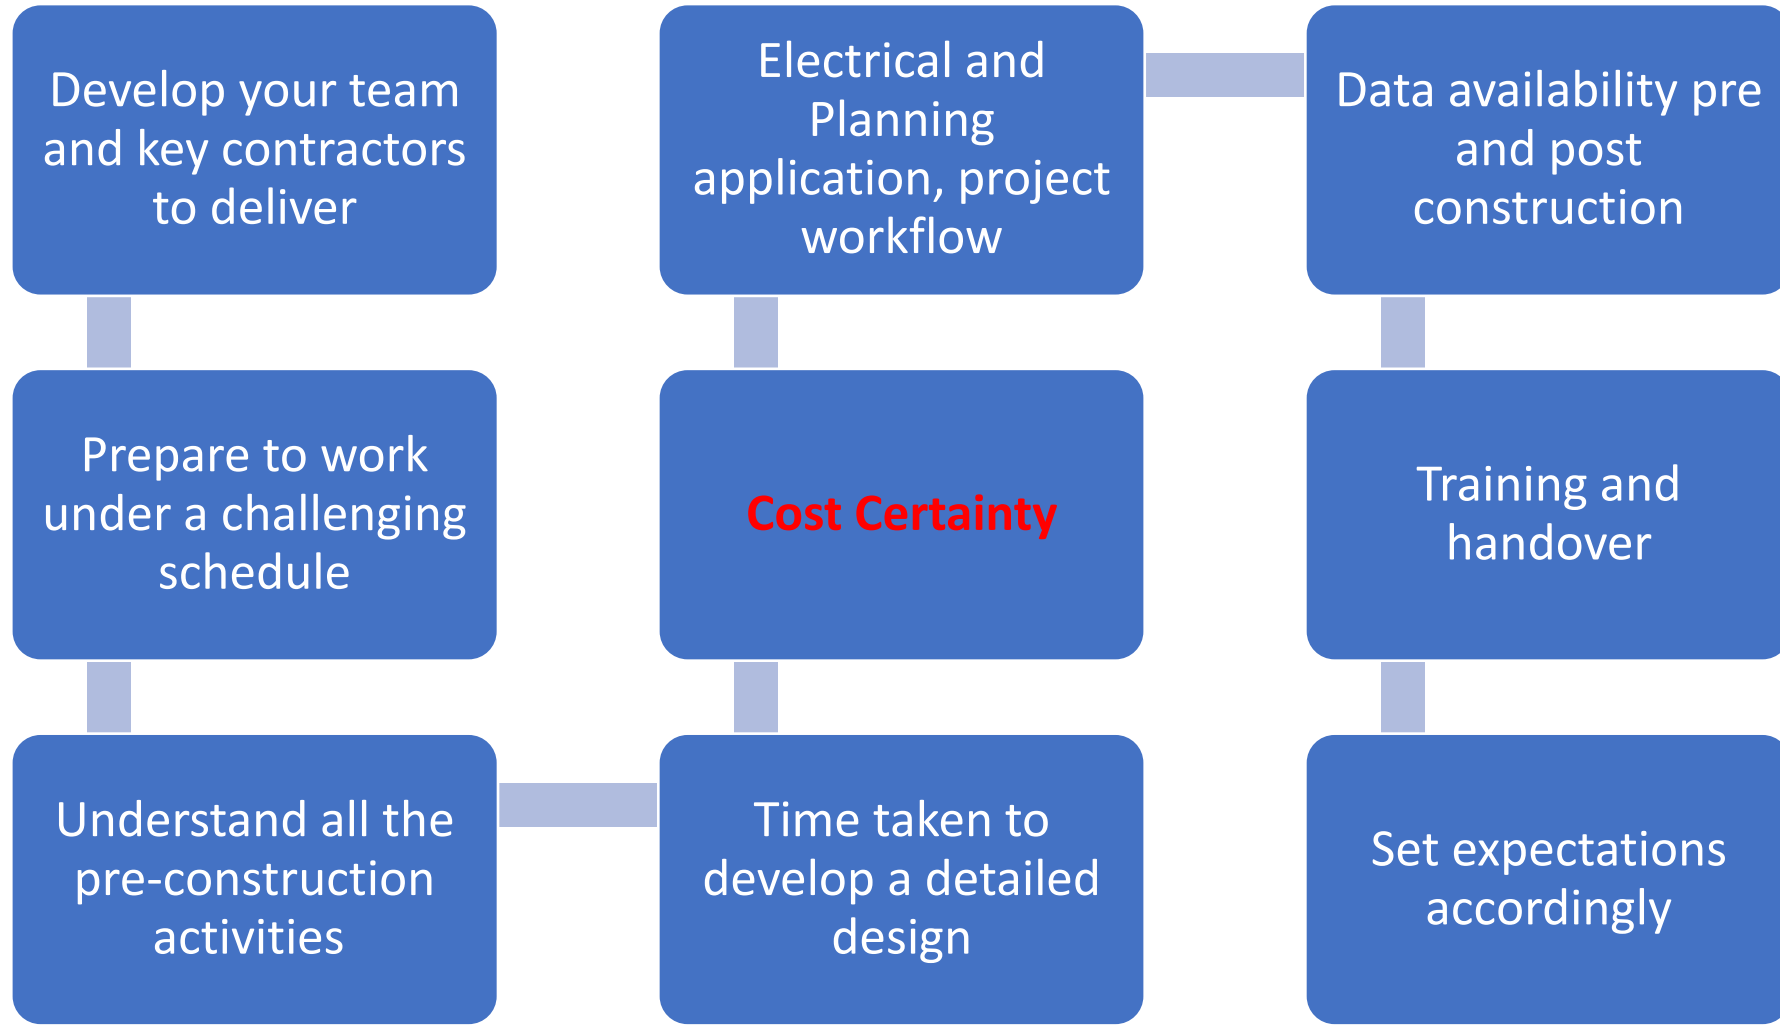 Develop your team
and key contractors
to deliver
Prepare to work
under a challenging
schedule
Understand all the
pre-construction
activities
Time taken to
develop a detailed
design
Cost Certainty
Electrical and
Planning
application, project
workflow
Data availability pre
and post
construction
Training and
handover
Set expectations
accordingly